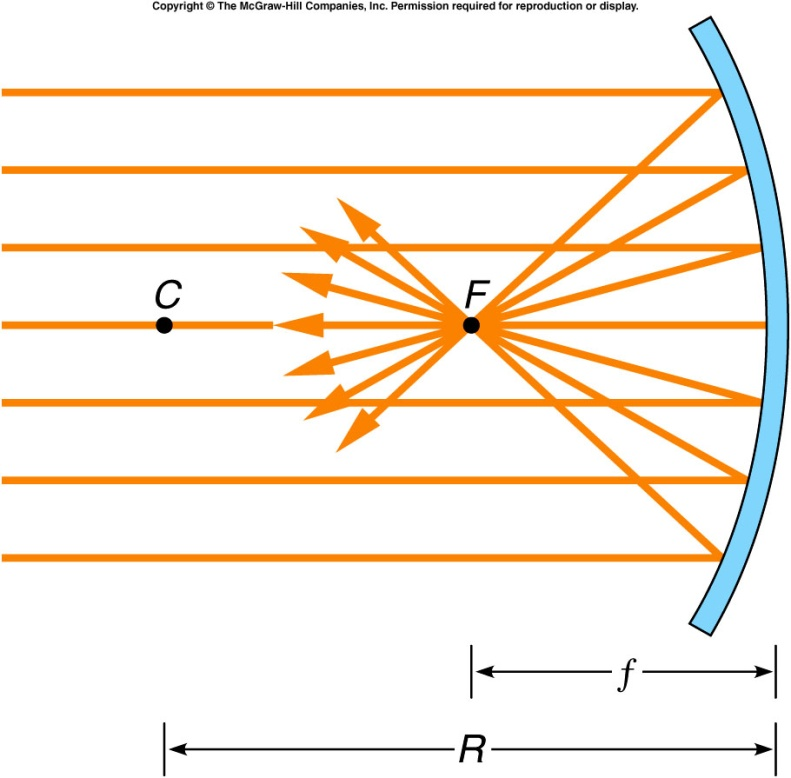 Copyright © The McGraw-Hill Companies, Inc. Permission required for reproduction or display.
C
F
f
R